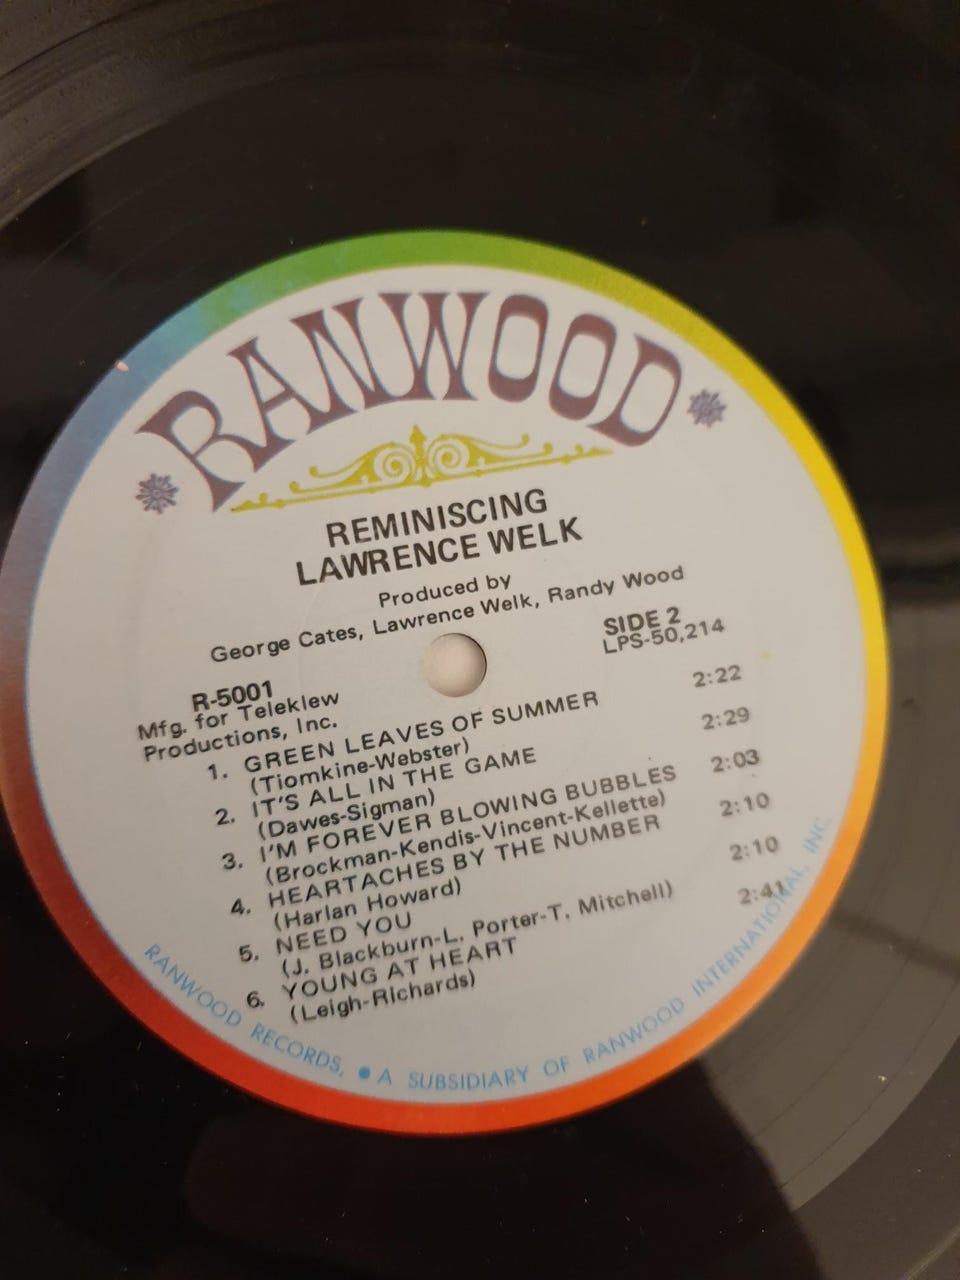 RANWOOD
REMINISCING
LAWRENCE WELK
Produced by
George Cates, Lawrence Welk, Randy Wood
SIDE 2
LPS-50,214
R-5001
Mfg. for Teleklew
Productions, Inc.
1. GREEN LEAVES OF SUMMER 2:22
(Tiomkine-Webster)
2. IT'S ALL IN THE GAME 2:29
(Dawes-Sigman)
3. I'M FOREVER BLOWING BUBBLES 2:03
(Brockman-Kendis-Vincent-Kellette)
4. HEARTACHES BY THE NUMBER 2:10
(Harlan Howard)
5. NEED YOU 2:10
(J. Blackburn-L. Porter-T. Mitchell)
6. YOUNG AT HEART 2:41
(Leigh-Richards)
RANWOOD RECORDS, • A SUBSIDIARY OF RANWOOD INTERNATIONAL, INC.